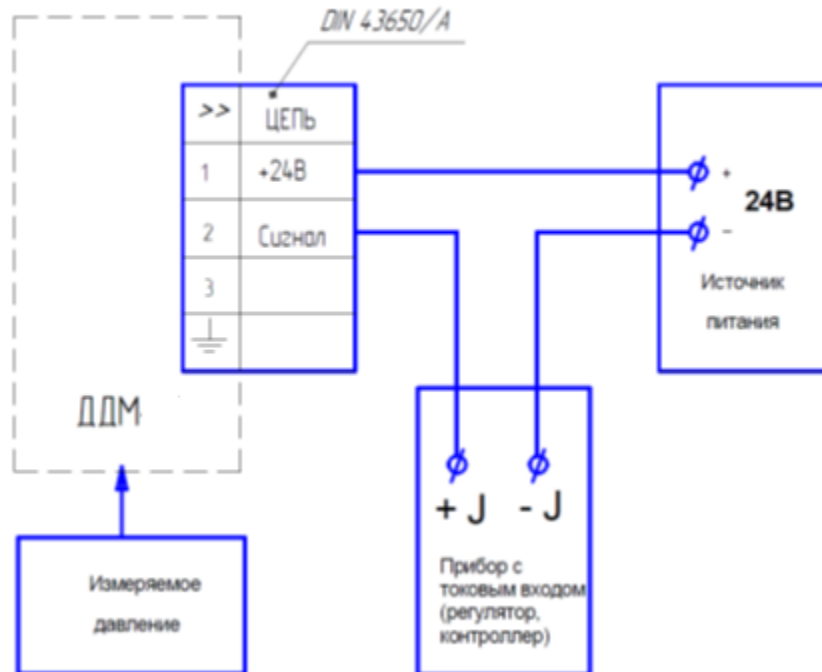 DIN 43650/A
>> ЦЕПЬ
1 +24В
2 Сигнал
3
+
24В
–
Источник
питания
ДДМ
+ J - J
Измеряемое
давление
Прибор с
токовым входом
(регулятор,
контроллер)